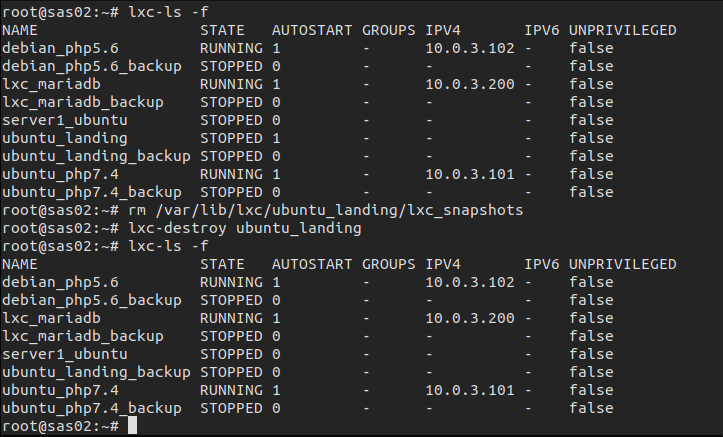 root@sas02:~# lxc-ls -f
NAME                  STATE   AUTOSTART GROUPS IPV4       IPV6 UNPRIVILEGED
debian_php5.6         RUNNING 1         -      10.0.3.102 -    false
debian_php5.6_backup  STOPPED 0         -      -          -    false
lxc_mariadb           RUNNING 1         -      10.0.3.200 -    false
lxc_mariadb_backup    STOPPED 0         -      -          -    false
server1_ubuntu        STOPPED 0         -      -          -    false
ubuntu_landing        STOPPED 1         -      -          -    false
ubuntu_landing_backup STOPPED 0         -      -          -    false
ubuntu_php7.4         RUNNING 1         -      10.0.3.101 -    false
ubuntu_php7.4_backup  STOPPED 0         -      -          -    false
root@sas02:~# rm /var/lib/lxc/ubuntu_landing/lxc_snapshots
root@sas02:~# lxc-destroy ubuntu_landing
root@sas02:~# lxc-ls -f
NAME                  STATE   AUTOSTART GROUPS IPV4       IPV6 UNPRIVILEGED
debian_php5.6         RUNNING 1         -      10.0.3.102 -    false
debian_php5.6_backup  STOPPED 0         -      -          -    false
lxc_mariadb           RUNNING 1         -      10.0.3.200 -    false
lxc_mariadb_backup    STOPPED 0         -      -          -    false
server1_ubuntu        STOPPED 0         -      -          -    false
ubuntu_landing_backup STOPPED 0         -      -          -    false
ubuntu_php7.4         RUNNING 1         -      10.0.3.101 -    false
ubuntu_php7.4_backup  STOPPED 0         -      -          -    false
root@sas02:~#